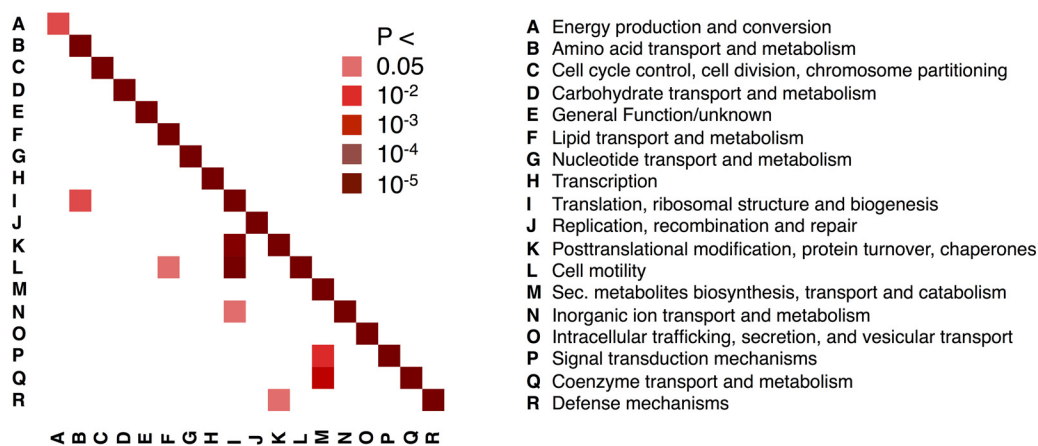 A
B
C
D
E
F
G
H
I
J
K
L
M
N
O
P
Q
R
A B C D E F G H I J K L M N O P Q R
P <
0.05
10-2
10-3
10-4
10-5
A Energy production and conversion
B Amino acid transport and metabolism
C Cell cycle control, cell division, chromosome partitioning
D Carbohydrate transport and metabolism
E General Function/unknown
F Lipid transport and metabolism
G Nucleotide transport and metabolism
H Transcription
I Translation, ribosomal structure and biogenesis
J Replication, recombination and repair
K Posttranslational modification, protein turnover, chaperones
L Cell motility
M Sec. metabolites biosynthesis, transport and catabolism
N Inorganic ion transport and metabolism
O Intracellular trafficking, secretion, and vesicular transport
P Signal transduction mechanisms
Q Coenzyme transport and metabolism
R Defense mechanisms